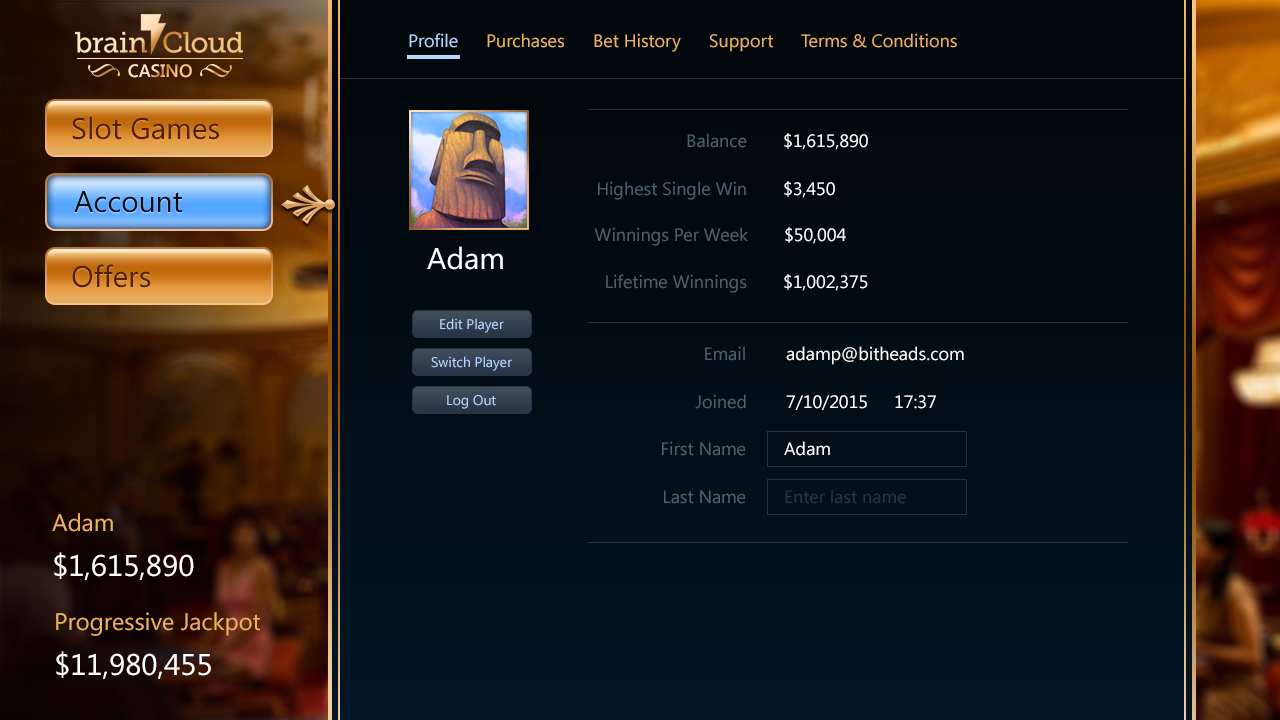 brainCloud
CASINO
Slot Games
Account
Offers
Adam
$1,615,890
Progressive Jackpot
$11,980,455
Profile Purchases Bet History Support Terms & Conditions
Adam
Edit Player
Switch Player
Log Out
Balance $1,615,890
Highest Single Win $3,450
Winnings Per Week $50,004
Lifetime Winnings $1,002,375
Email adamp@bitheads.com
Joined 7/10/2015 17:37
First Name Adam
Last Name Enter last name